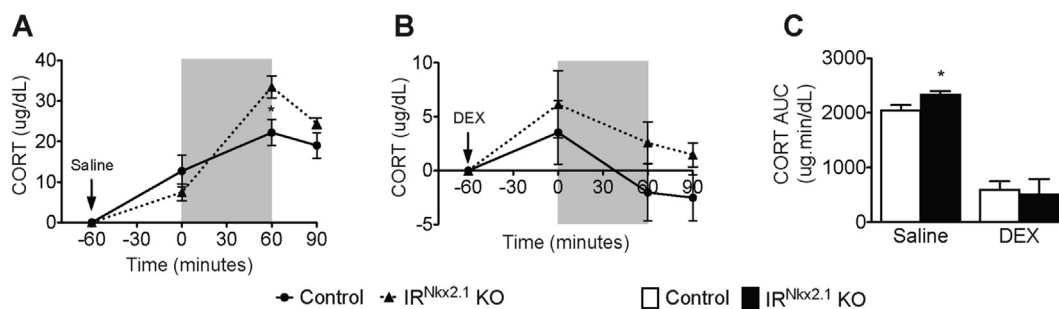 A
CORT (ug/dL)
40
30
20
10
0
Saline
*
-60 -30 0 30 60 90
Time (minutes)
B
CORT (ug/dL)
10
5
0
-5
DEX
-60 -30 0 30 60 90
Time (minutes)
C
CORT AUC
(ug.min/dL)
3000
2000
1000
0
*
Saline DEX
Control IR^Nkx2.1 KO
Control IR^Nkx2.1 KO